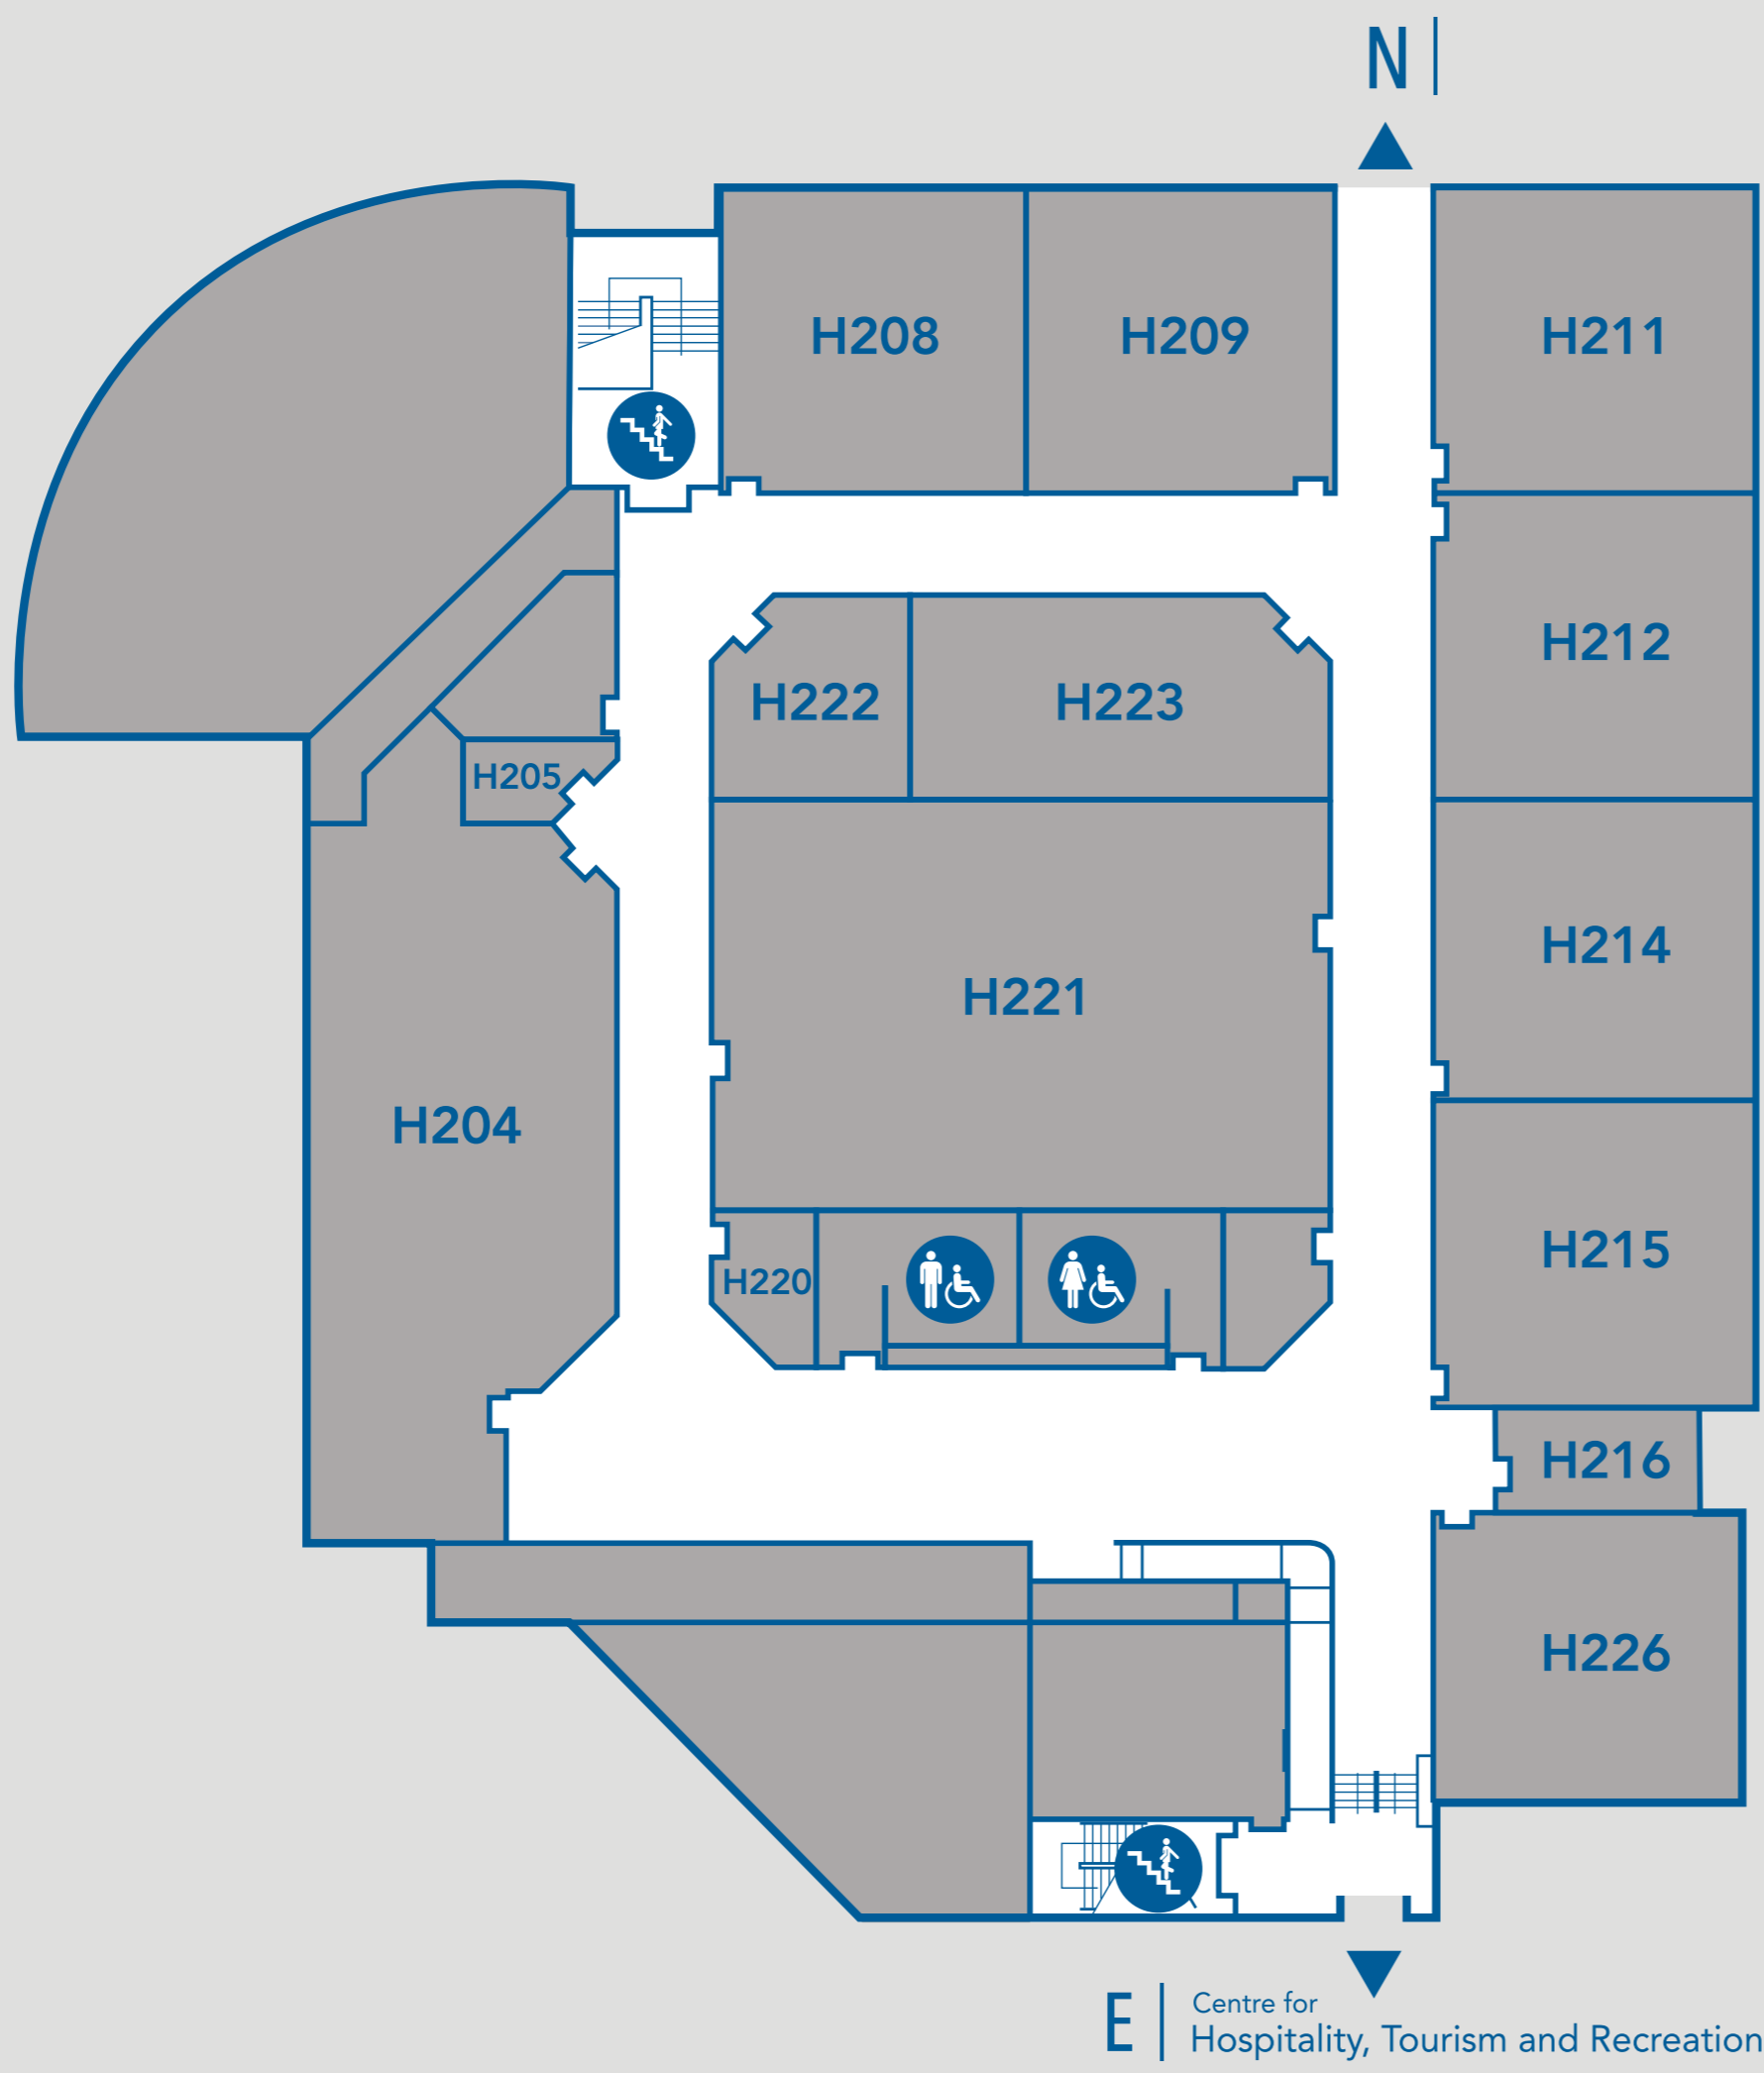 N
H208
H209
H211
H212
H222
H223
H205
H214
H221
H204
H215
H220
H216
H226
E
Centre for
Hospitality, Tourism and Recreation